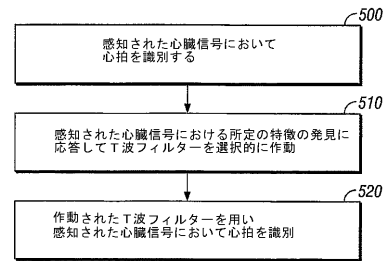 500
感知された心臓信号において
心拍を識別する
510
感知された心臓信号における所定の特徴の発見に
応答してT波フィルターを選択的に作動
520
作動されたT波フィルターを用い
感知された心臓信号において心拍を識別